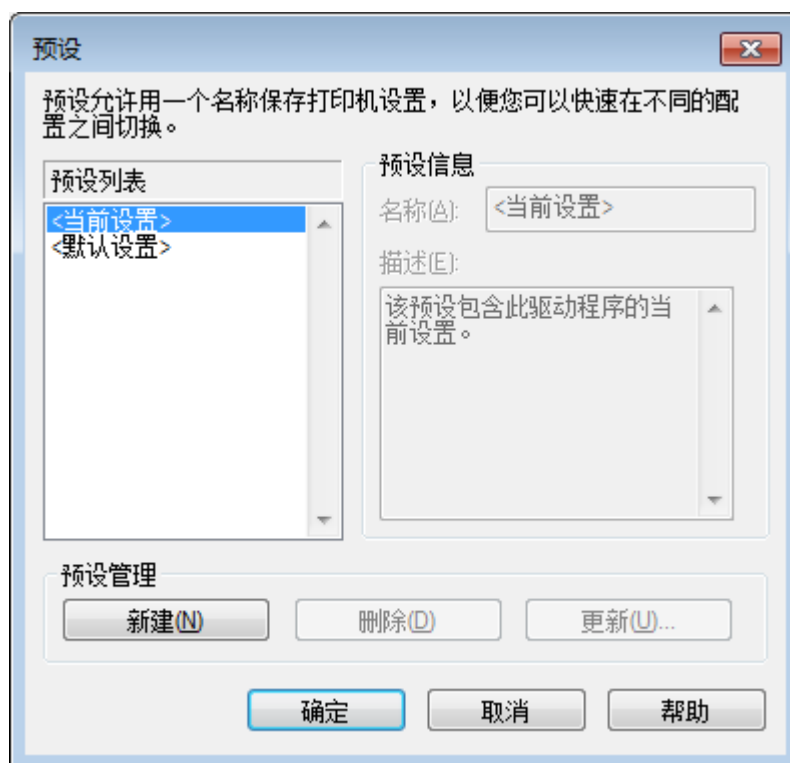 预设
预设允许用一个名称保存打印机设置，以便您可以快速在不同的配
置之间切换。
预设列表
<当前设置>
<默认设置>
预设信息
名称(A):
<当前设置>
描述(E):
该预设包含此驱动程序的当
前设置。
预设管理
新建(N)
删除(D)
更新(U)...
确定
取消
帮助